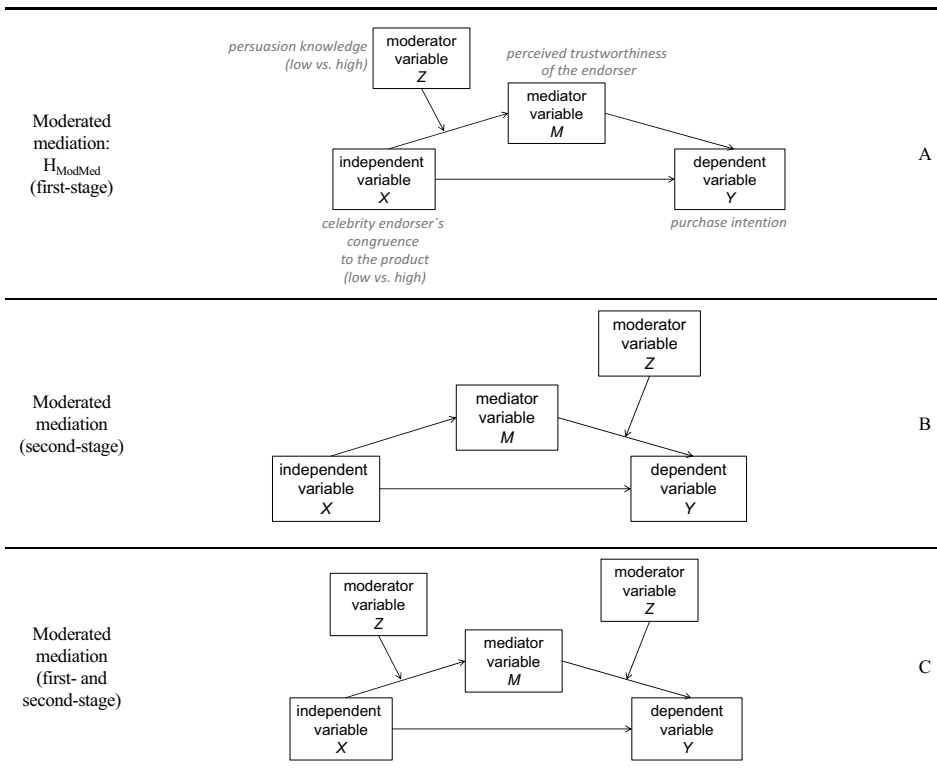 Moderated
mediation:
H_ModMed
(first-stage)
persuasion knowledge
(low vs. high)
moderator
variable
Z
perceived trustworthiness
of the endorser
mediator
variable
M
independent
variable
X
celebrity endorser´s
congruence
to the product
(low vs. high)
dependent
variable
Y
purchase intention
A
Moderated
mediation
(second-stage)
moderator
variable
Z
mediator
variable
M
independent
variable
X
dependent
variable
Y
B
Moderated
mediation
(first- and
second-stage)
moderator
variable
Z
moderator
variable
Z
mediator
variable
M
independent
variable
X
dependent
variable
Y
C